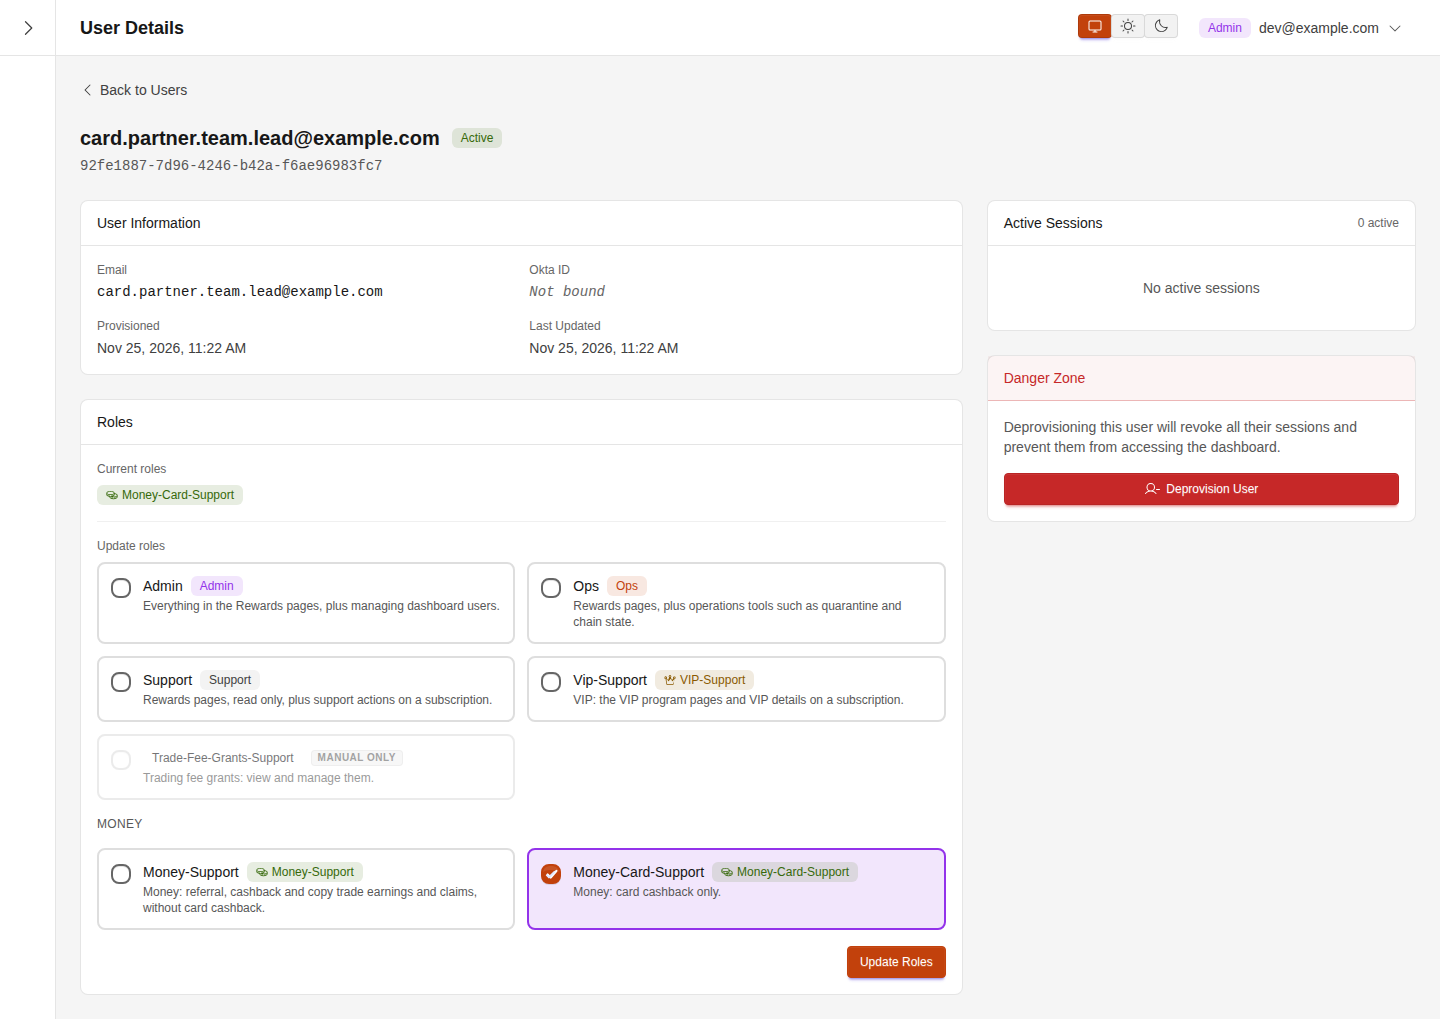 User Details
Admin
dev@example.com
Back to Users
card.partner.team.lead@example.com
Active
92fe1887-7d96-4246-b42a-f6ae96983fc7
User Information
Email
card.partner.team.lead@example.com
Okta ID
Not bound
Provisioned
Nov 25, 2026, 11:22 AM
Last Updated
Nov 25, 2026, 11:22 AM
Roles
Current roles
Money-Card-Support
Update roles
Admin
Admin
Everything in the Rewards pages, plus managing dashboard users.
Ops
Ops
Rewards pages, plus operations tools such as quarantine and
chain state.
Support
Support
Rewards pages, read only, plus support actions on a subscription.
Vip-Support
VIP-Support
VIP: the VIP program pages and VIP details on a subscription.
Trade-Fee-Grants-Support
MANUAL ONLY
Trading fee grants: view and manage them.
MONEY
Money-Support
Money-Support
Money: referral, cashback and copy trade earnings and claims,
without card cashback.
Money-Card-Support
Money-Card-Support
Money: card cashback only.
Update Roles
Active Sessions
0 active
No active sessions
Danger Zone
Deprovisioning this user will revoke all their sessions and
prevent them from accessing the dashboard.
Deprovision User